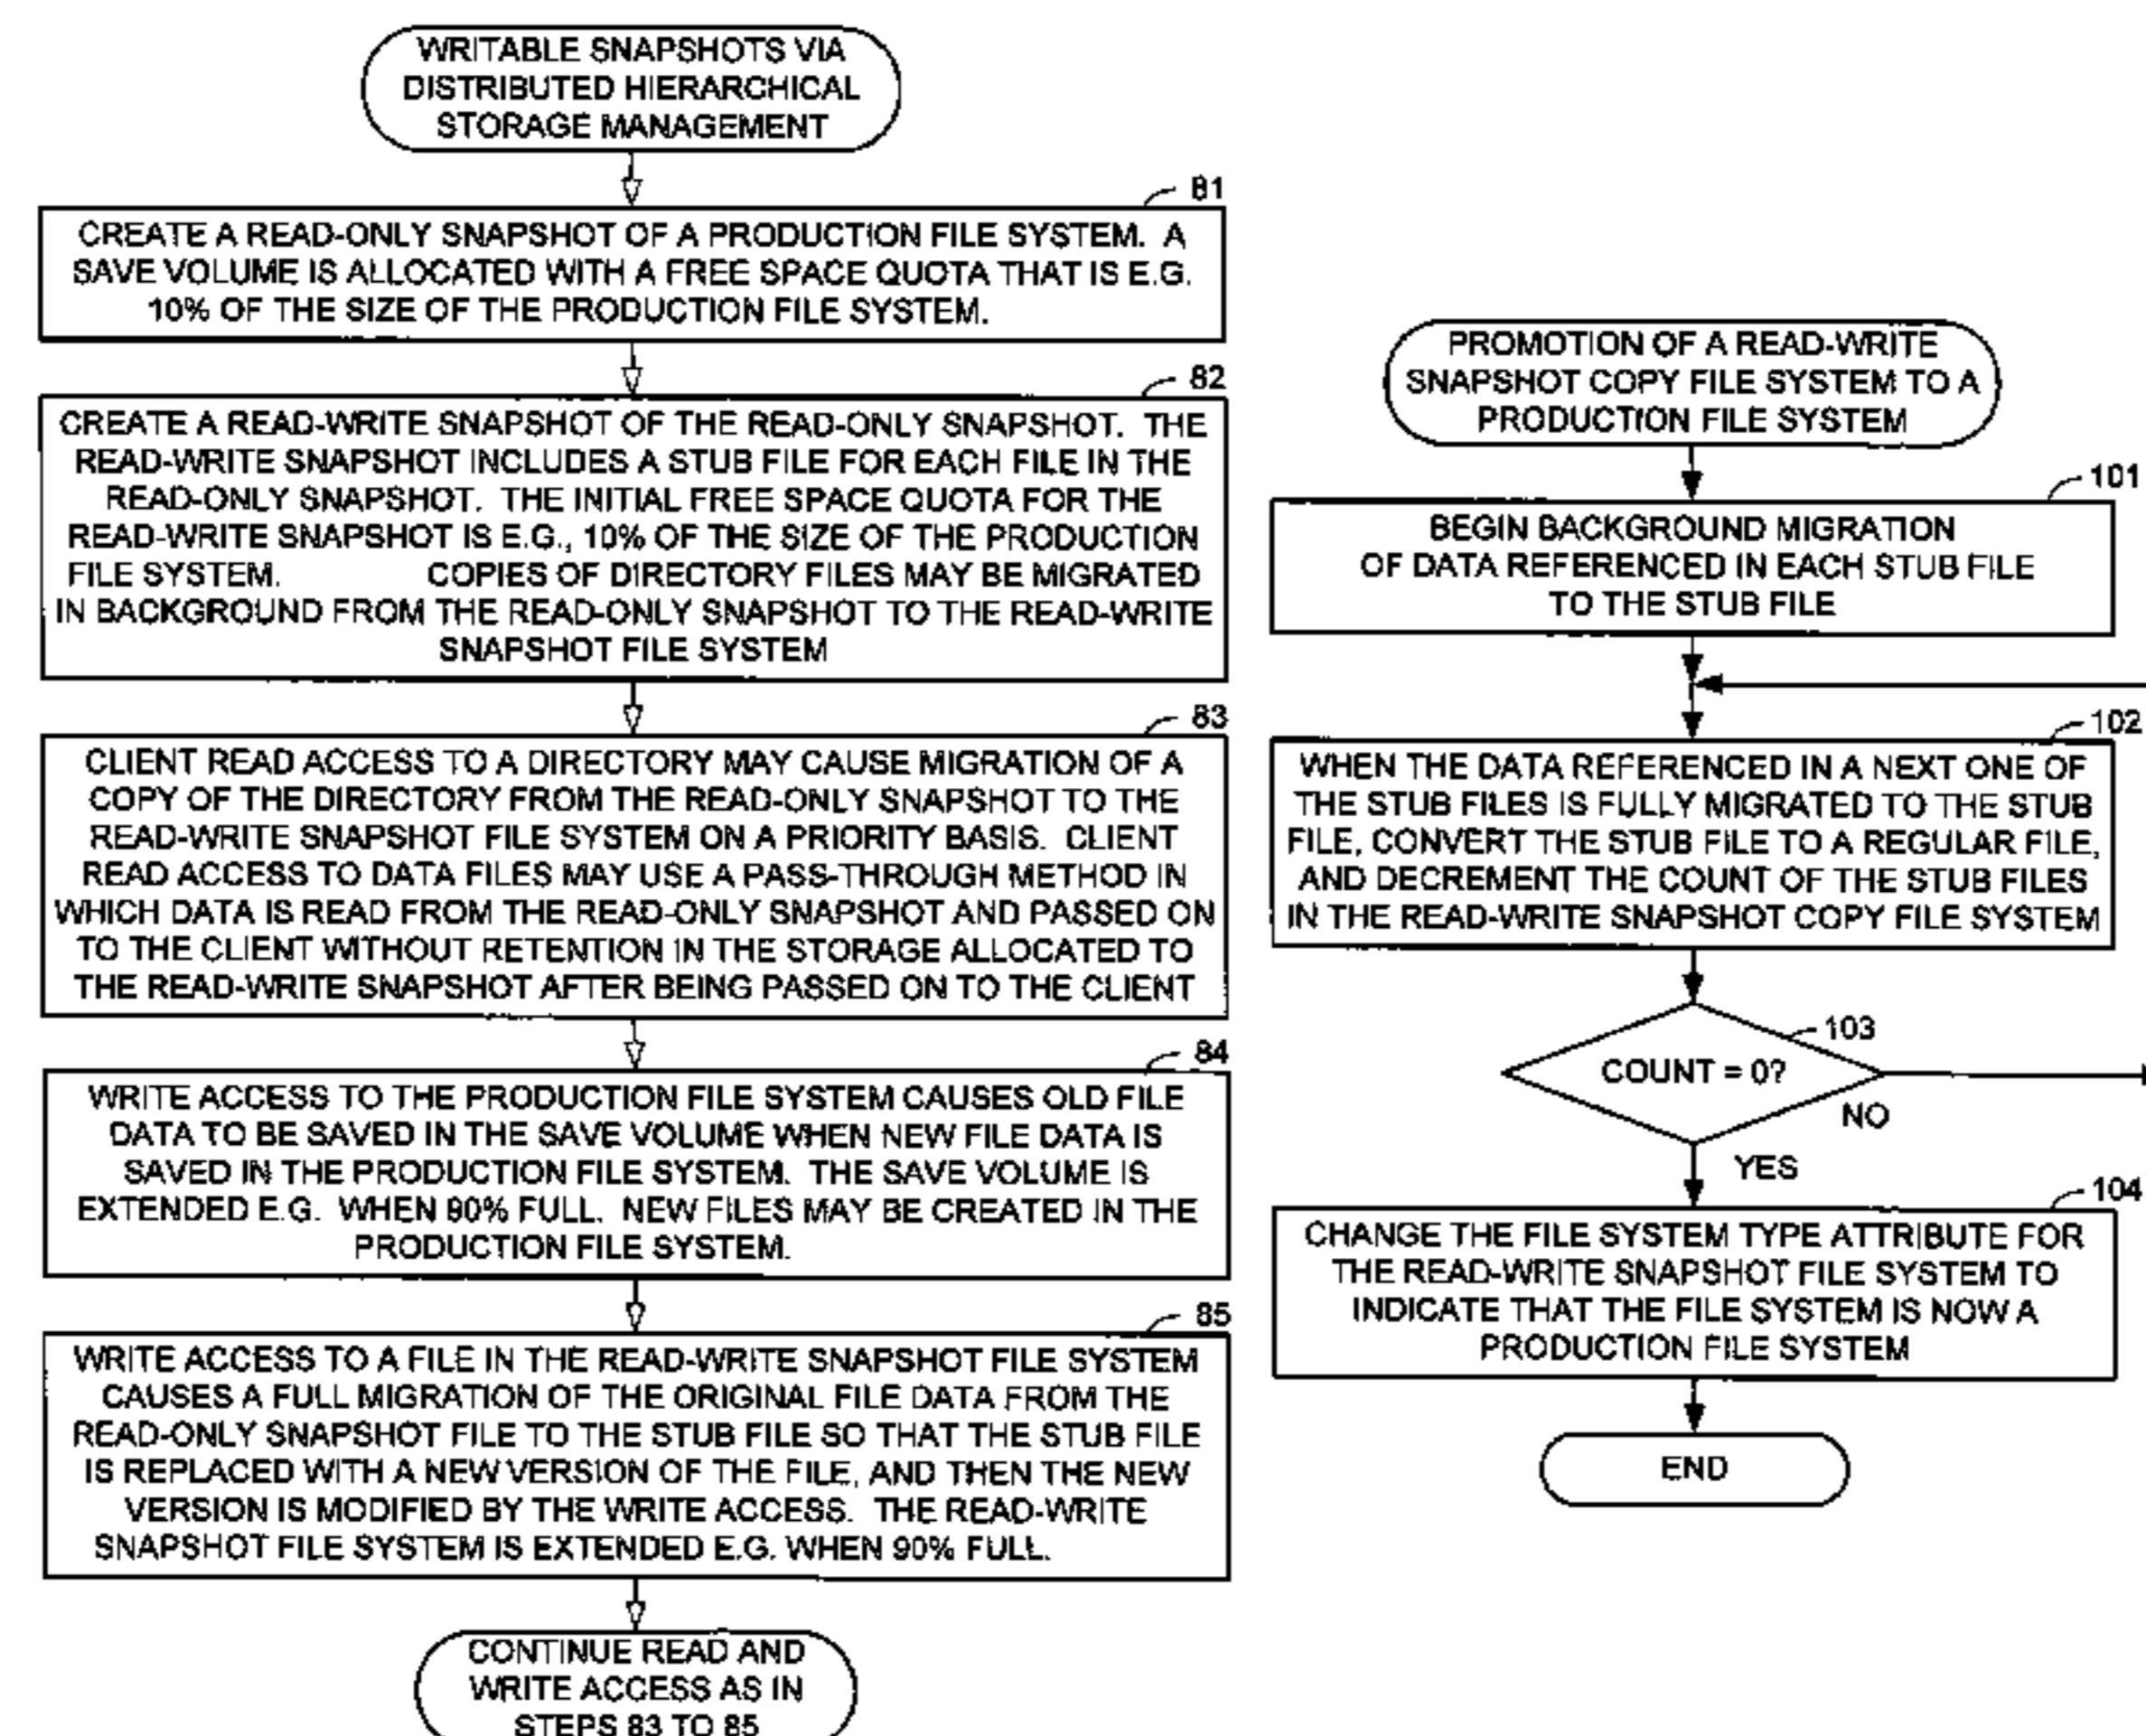 WRITABLE SNAPSHOTS VIA
DISTRIBUTED HIERARCHICAL
STORAGE MANAGEMENT
81
CREATE A READ-ONLY SNAPSHOT OF A PRODUCTION FILE SYSTEM. A
SAVE VOLUME IS ALLOCATED WITH A FREE SPACE QUOTA THAT IS E.G.
10% OF THE SIZE OF THE PRODUCTION FILE SYSTEM.
82
CREATE A READ-WRITE SNAPSHOT OF THE READ-ONLY SNAPSHOT. THE
READ-WRITE SNAPSHOT INCLUDES A STUB FILE FOR EACH FILE IN THE
READ-ONLY SNAPSHOT. THE INITIAL FREE SPACE QUOTA FOR THE
READ-WRITE SNAPSHOT IS E.G., 10% OF THE SIZE OF THE PRODUCTION
FILE SYSTEM. COPIES OF DIRECTORY FILES MAY BE MIGRATED
IN BACKGROUND FROM THE READ-ONLY SNAPSHOT TO THE READ-WRITE
SNAPSHOT FILE SYSTEM
83
CLIENT READ ACCESS TO A DIRECTORY MAY CAUSE MIGRATION OF A
COPY OF THE DIRECTORY FROM THE READ-ONLY SNAPSHOT TO THE
READ-WRITE SNAPSHOT FILE SYSTEM ON A PRIORITY BASIS. CLIENT
READ ACCESS TO DATA FILES MAY USE A PASS-THROUGH METHOD IN
WHICH DATA IS READ FROM THE READ-ONLY SNAPSHOT AND PASSED ON
TO THE CLIENT WITHOUT RETENTION IN THE STORAGE ALLOCATED TO
THE READ-WRITE SNAPSHOT AFTER BEING PASSED ON TO THE CLIENT
84
WRITE ACCESS TO THE PRODUCTION FILE SYSTEM CAUSES OLD FILE
DATA TO BE SAVED IN THE SAVE VOLUME WHEN NEW FILE DATA IS
SAVED IN THE PRODUCTION FILE SYSTEM. THE SAVE VOLUME IS
EXTENDED E.G. WHEN 90% FULL. NEW FILES MAY BE CREATED IN THE
PRODUCTION FILE SYSTEM.
85
WRITE ACCESS TO A FILE IN THE READ-WRITE SNAPSHOT FILE SYSTEM
CAUSES A FULL MIGRATION OF THE ORIGINAL FILE DATA FROM THE
READ-ONLY SNAPSHOT FILE TO THE STUB FILE SO THAT THE STUB FILE
IS REPLACED WITH A NEW VERSION OF THE FILE, AND THEN THE NEW
VERSION IS MODIFIED BY THE WRITE ACCESS. THE READ-WRITE
SNAPSHOT FILE SYSTEM IS EXTENDED E.G. WHEN 90% FULL.
CONTINUE READ AND
WRITE ACCESS AS IN
STEPS 83 TO 85
PROMOTION OF A READ-WRITE
SNAPSHOT COPY FILE SYSTEM TO A
PRODUCTION FILE SYSTEM
101
BEGIN BACKGROUND MIGRATION
OF DATA REFERENCED IN EACH STUB FILE
TO THE STUB FILE
102
WHEN THE DATA REFERENCED IN A NEXT ONE OF
THE STUB FILES IS FULLY MIGRATED TO THE STUB
FILE, CONVERT THE STUB FILE TO A REGULAR FILE,
AND DECREMENT THE COUNT OF THE STUB FILES
IN THE READ-WRITE SNAPSHOT COPY FILE SYSTEM
103
COUNT = 0?
NO
YES
104
CHANGE THE FILE SYSTEM TYPE ATTRIBUTE FOR
THE READ-WRITE SNAPSHOT FILE SYSTEM TO
INDICATE THAT THE FILE SYSTEM IS NOW A
PRODUCTION FILE SYSTEM
END